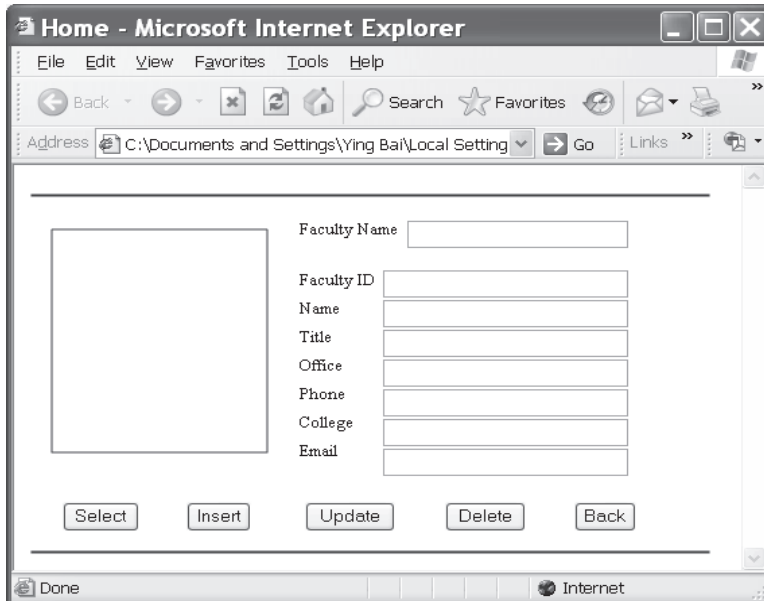 Home - Microsoft Internet Explorer
File Edit View Favorites Tools Help
Back Search Favorites »
Address C:\Documents and Settings\Ying Bai\Local Setting Go Links »
Faculty Name
Faculty ID
Name
Title
Office
Phone
College
Email
Select Insert Update Delete Back
Done Internet